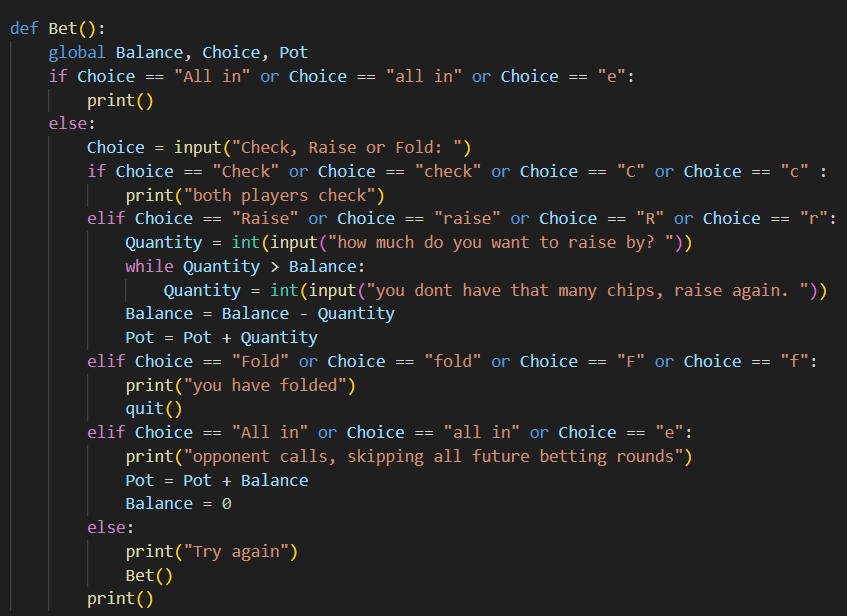 def Bet():
    global Balance, Choice, Pot
    if Choice == "All in" or Choice == "all in" or Choice == "e":
        print()
    else:
        Choice = input("Check, Raise or Fold: ")
        if Choice == "Check" or Choice == "check" or Choice == "C" or Choice == "c" :
            print("both players check")
        elif Choice == "Raise" or Choice == "raise" or Choice == "R" or Choice == "r":
            Quantity = int(input("how much do you want to raise by? "))
            while Quantity > Balance:
                Quantity = int(input("you dont have that many chips, raise again. "))
            Balance = Balance - Quantity
            Pot = Pot + Quantity
        elif Choice == "Fold" or Choice == "fold" or Choice == "F" or Choice == "f":
            print("you have folded")
            quit()
        elif Choice == "All in" or Choice == "all in" or Choice == "e":
            print("opponent calls, skipping all future betting rounds")
            Pot = Pot + Balance
            Balance = 0
        else:
            print("Try again")
            Bet()
        print()